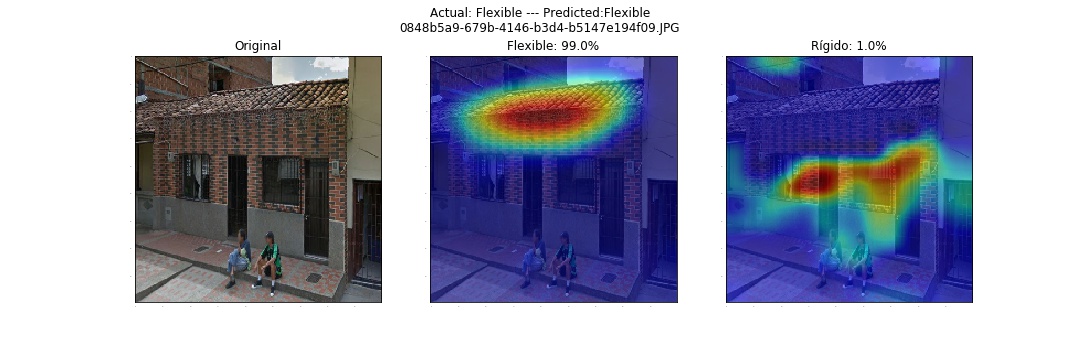 Actual: Flexible --- Predicted:Flexible
0848b5a9-679b-4146-b3d4-b5147e194f09.JPG
Original
Flexible: 99.0%
Rígido: 1.0%